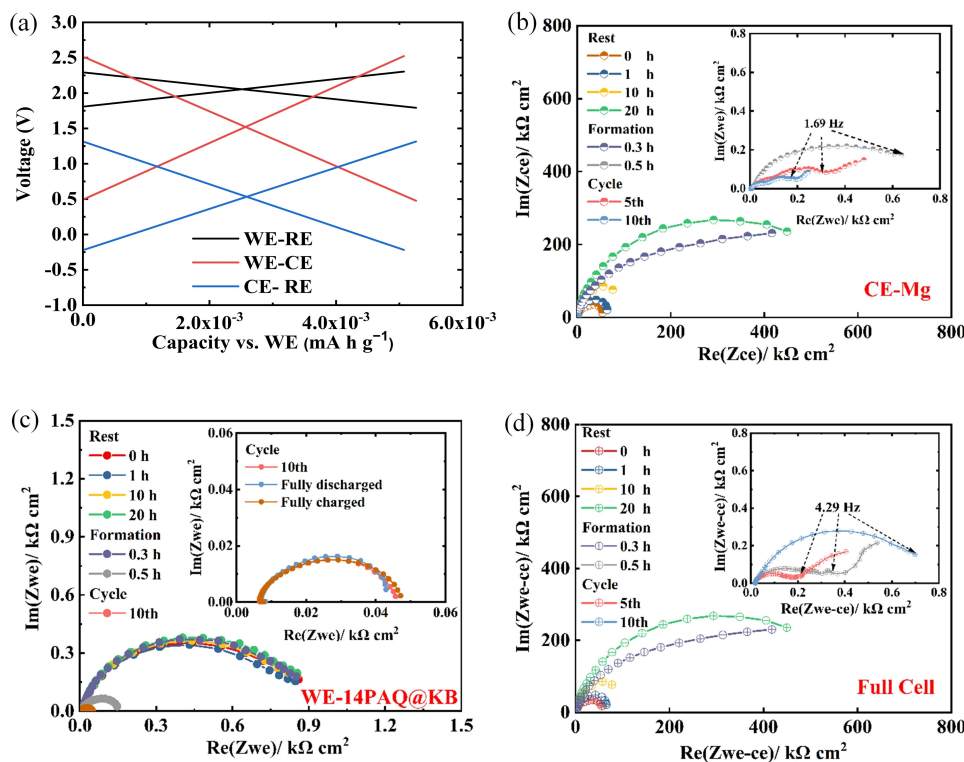 (a)
3.0
2.5
2.0
1.5
1.0
0.5
0.0
-0.5
-1.0
Voltage (V)
WE-RE
WE-CE
CE- RE
0.0
2.0x10⁻³
4.0x10⁻³
6.0x10⁻³
Capacity vs. WE (mA h g⁻¹)
(b)
800
600
400
200
0
Im(Zce)/ kΩ cm²
Rest
0 h
1 h
10 h
20 h
Formation
0.3 h
0.5 h
Cycle
5th
10th
0.8
0.6
0.4
0.2
0.0
Im(Zwe)/ kΩ cm²
1.69 Hz
0.0
0.2
0.4
0.6
0.8
Re(Zwe)/ kΩ cm²
CE-Mg
0
200
400
600
800
Re(Zce)/ kΩ cm²
(c)
1.5
1.2
0.9
0.6
0.3
0.0
Im(Zwe)/ kΩ cm²
Rest
0 h
1 h
10 h
20 h
Formation
0.3 h
0.5 h
Cycle
10th
0.06
0.04
0.02
0.00
Im(Zwe)/ kΩ cm²
Cycle
10th
Fully discharged
Fully charged
0.00
0.02
0.04
0.06
Re(Zwe)/ kΩ cm²
WE-14PAQ@KB
0.0
0.3
0.6
0.9
1.2
1.5
Re(Zwe)/ kΩ cm²
(d)
800
600
400
200
0
Im(Zwe-ce)/ kΩ cm²
Rest
0 h
1 h
10 h
20 h
Formation
0.3 h
0.5 h
Cycle
5th
10th
0.8
0.6
0.4
0.2
0.0
Im(Zwe-ce)/ kΩ cm²
4.29 Hz
0.0
0.2
0.4
0.6
0.8
Re(Zwe-ce)/ kΩ cm²
Full Cell
0
200
400
600
800
Re(Zwe-ce)/ kΩ cm²